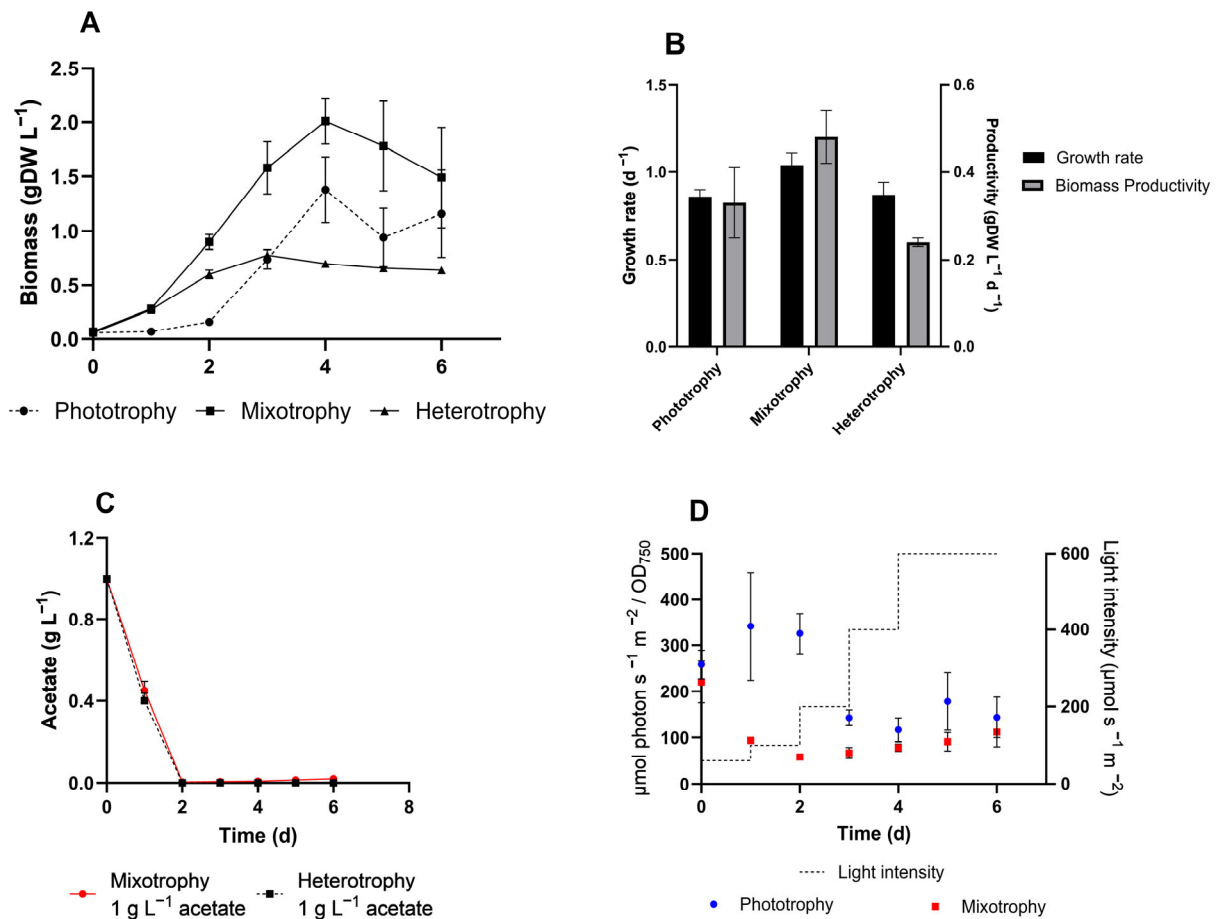 A
Biomass (gDW L⁻¹)
2.5
2.0
1.5
1.0
0.5
0.0
0 2 4 6
Phototrophy Mixotrophy Heterotrophy
B
Growth rate (d⁻¹)
1.5
1.0
0.5
0.0
0.6
0.4
0.2
0.0
Productivity (gDW L⁻¹ d⁻¹)
Growth rate
Biomass Productivity
Phototrophy
Mixotrophy
Heterotrophy
C
Acetate (g L⁻¹)
1.2
0.8
0.4
0.0
0 2 4 6 8
Time (d)
Mixotrophy
1 g L⁻¹ acetate
Heterotrophy
1 g L⁻¹ acetate
D
μmol photon s⁻¹ m⁻² / OD₇₅₀
500
400
300
200
100
0
600
400
200
0
Light intensity (μmol s⁻¹ m⁻²)
0 2 4 6
Time (d)
Light intensity
Phototrophy Mixotrophy